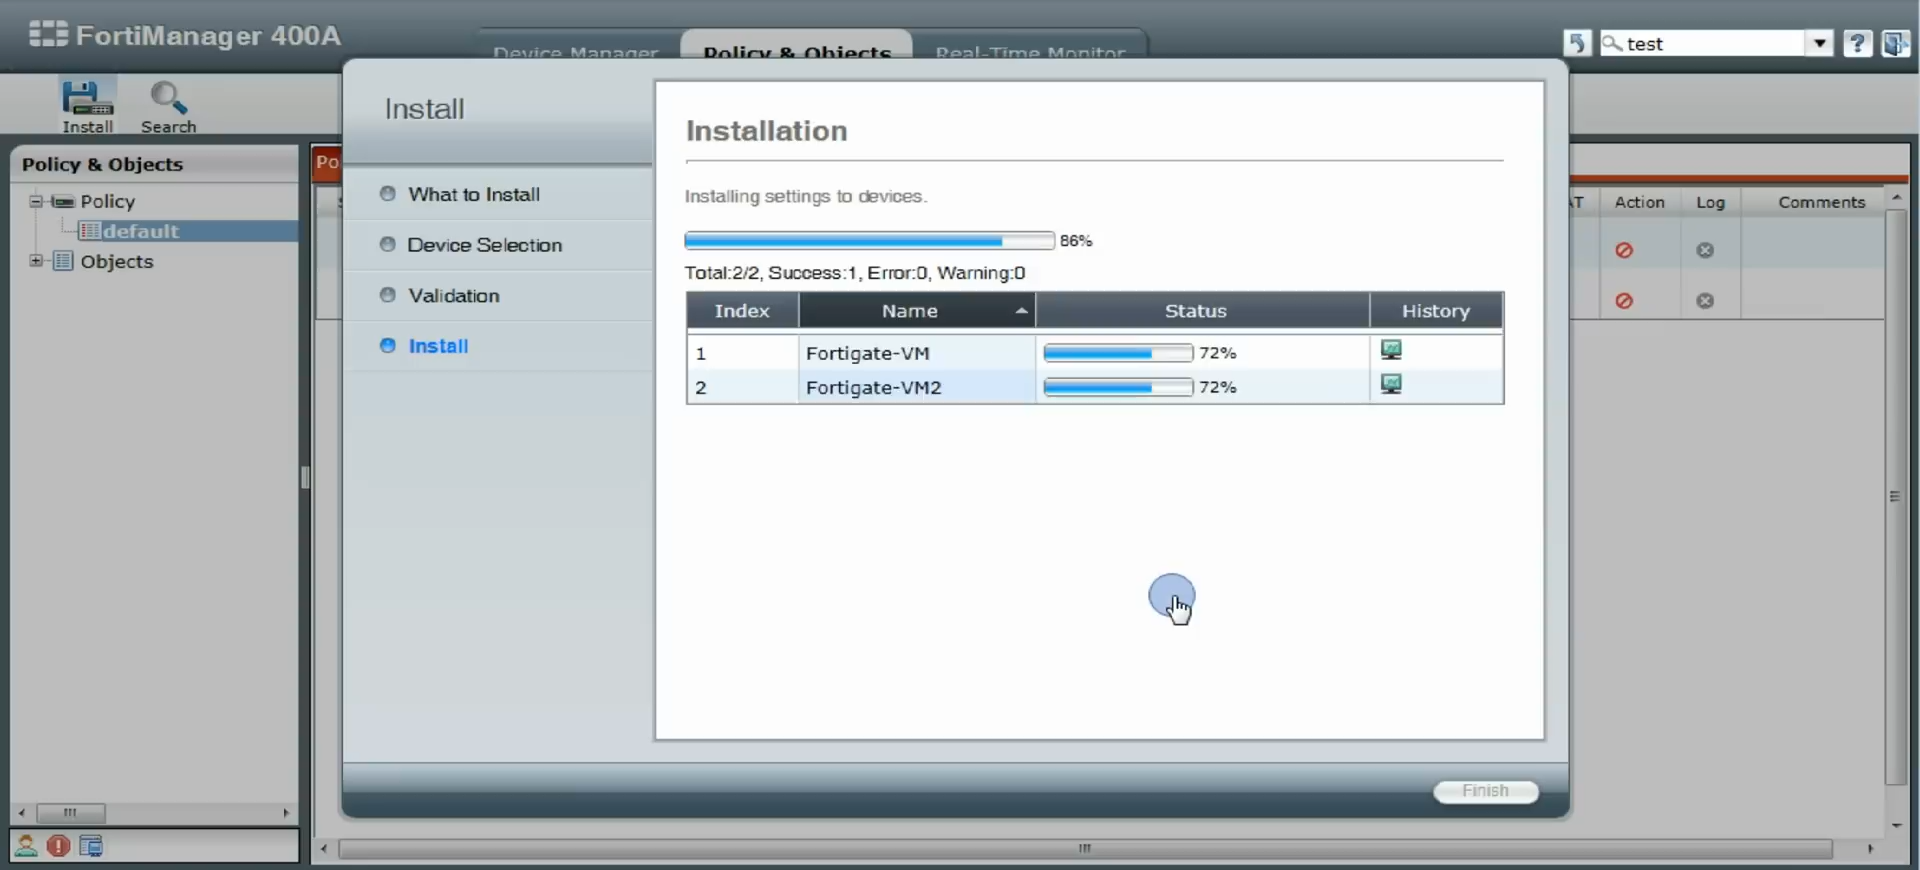 FortiManager 400A
Device Manager
Policy & Objects
Real-Time Monitor
test
?
Install
Search
Policy & Objects
Policy
default
Objects
Po
Install
What to Install
Device Selection
Validation
Install
Installation
Installing settings to devices.
86%
Total:2/2, Success:1, Error:0, Warning:0
Index Name Status History
1 Fortigate-VM 72%
2 Fortigate-VM2 72%
Finish
AT Action Log Comments